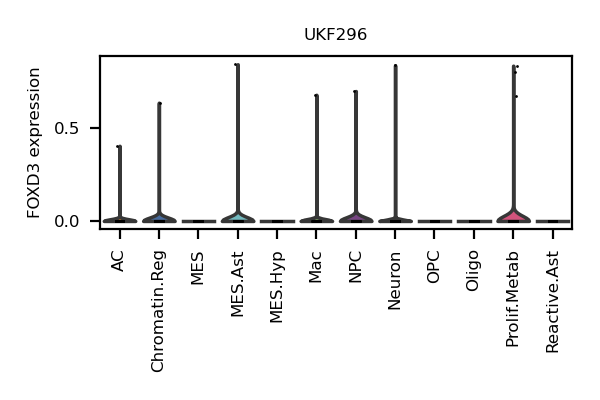 UKF296
FOXD3 expression
0.5
0.0
AC
Chromatin.Reg
MES
MES.Ast
MES.Hyp
Mac
NPC
Neuron
OPC
Oligo
Prolif.Metab
Reactive.Ast